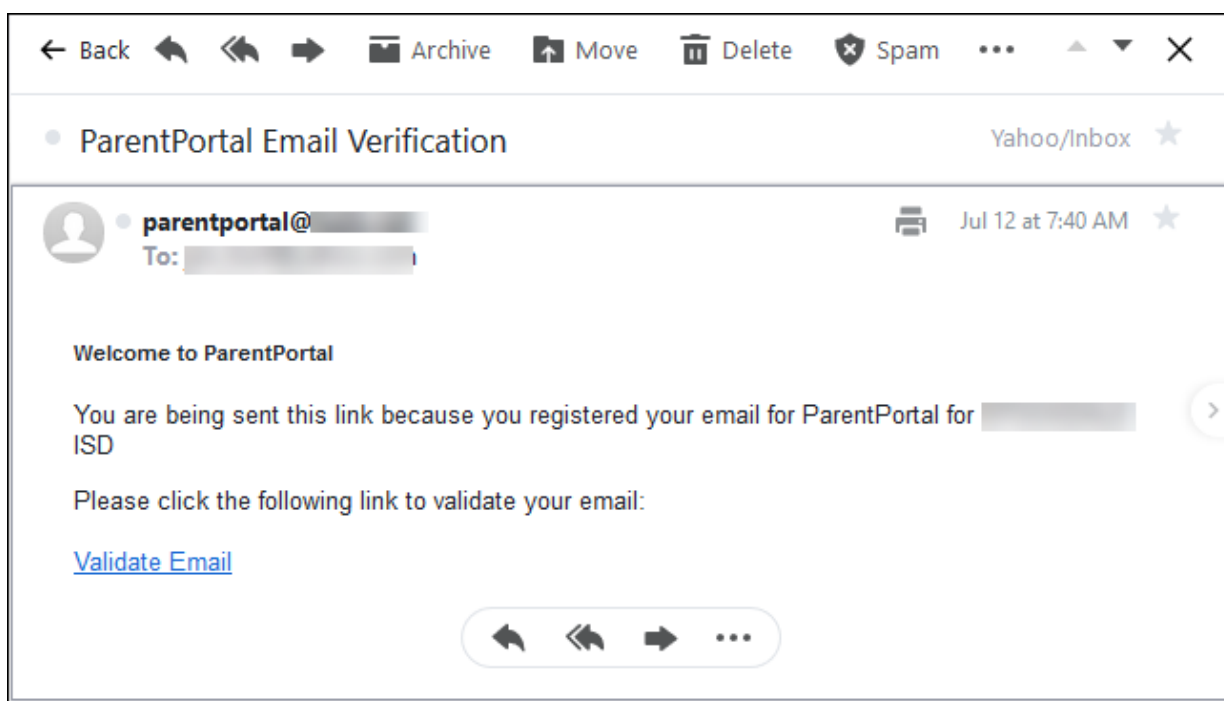 Back Archive Move Delete Spam
ParentPortal Email Verification Yahoo/Inbox
parentportal@ Jul 12 at 7:40 AM
To:
Welcome to ParentPortal
You are being sent this link because you registered your email for ParentPortal for
ISD
Please click the following link to validate your email:
Validate Email